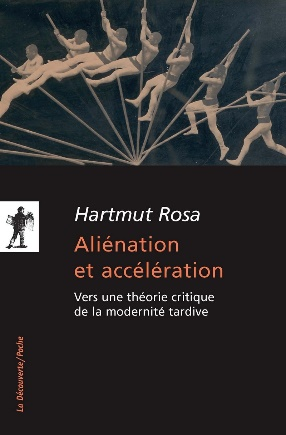 Hartmut Rosa
Aliénation
et accélération
Vers une théorie critique
de la modernité tardive
La Découverte/Poche